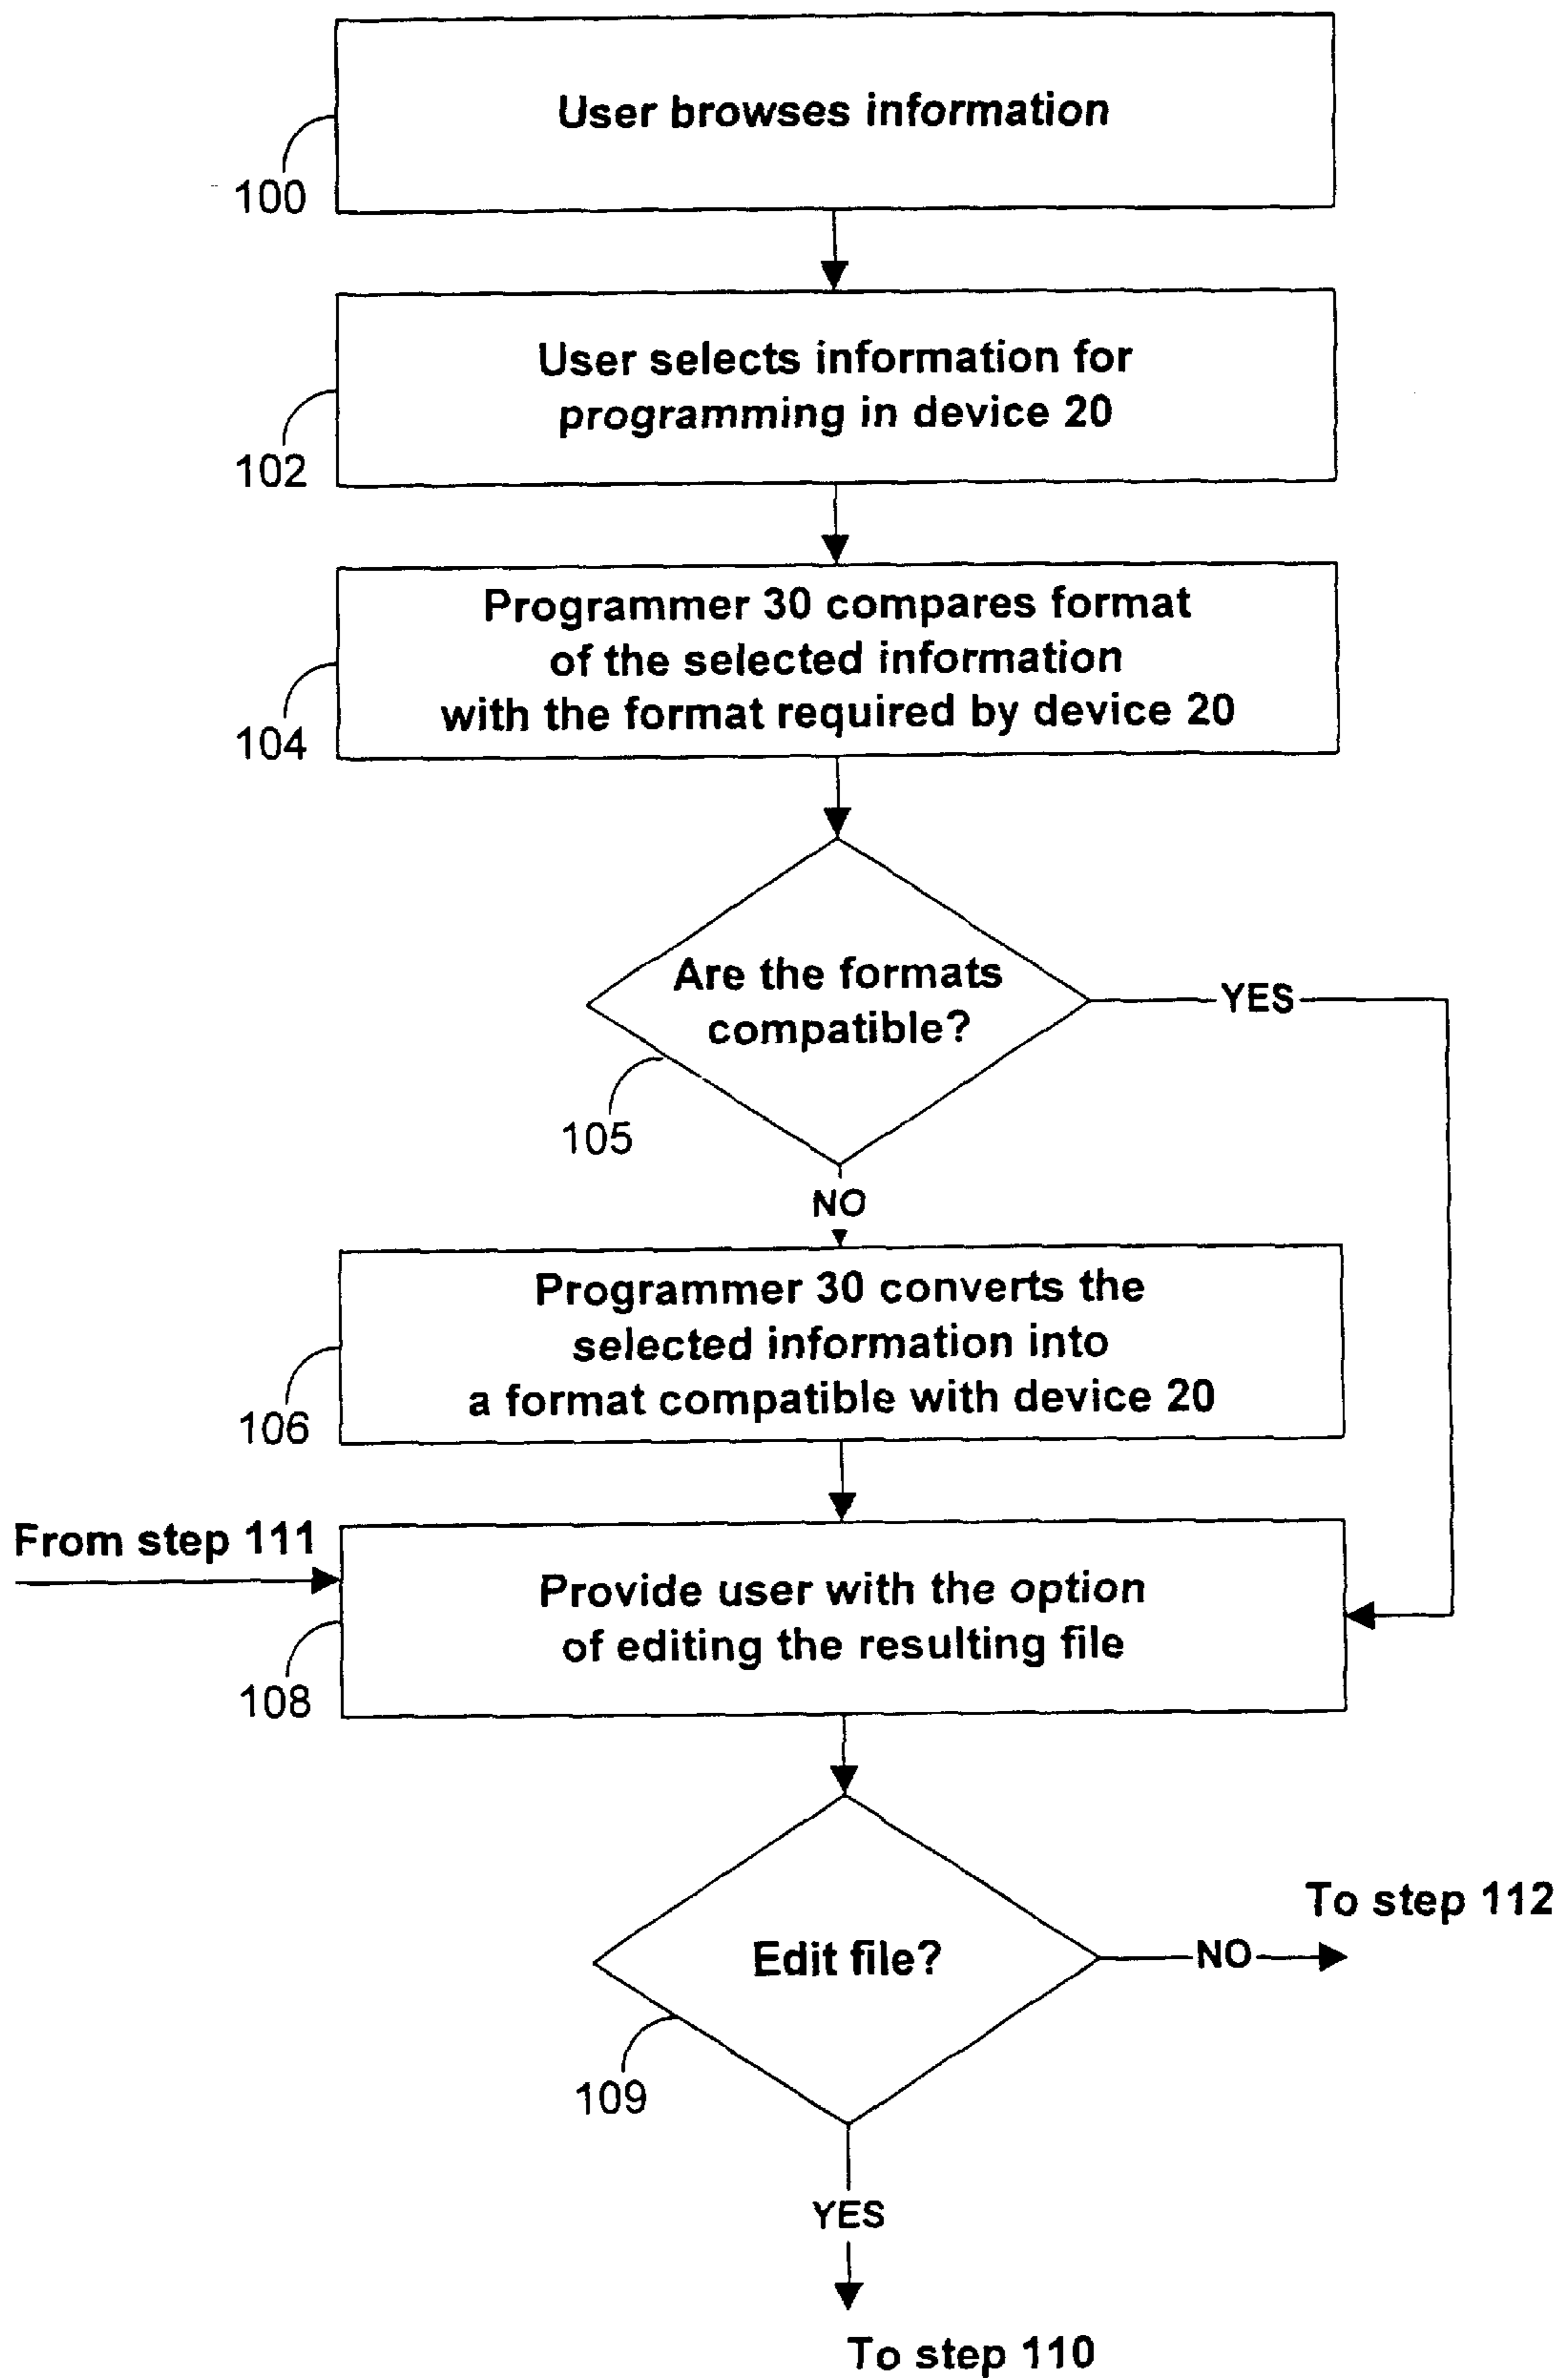 User browses information
100
User selects information for
programming in device 20
102
Programmer 30 compares format
of the selected information
with the format required by device 20
104
Are the formats
compatible?
YES
105
NO
Programmer 30 converts the
selected information into
a format compatible with device 20
106
From step 111
Provide user with the option
of editing the resulting file
108
To step 112
Edit file?
NO
109
YES
To step 110